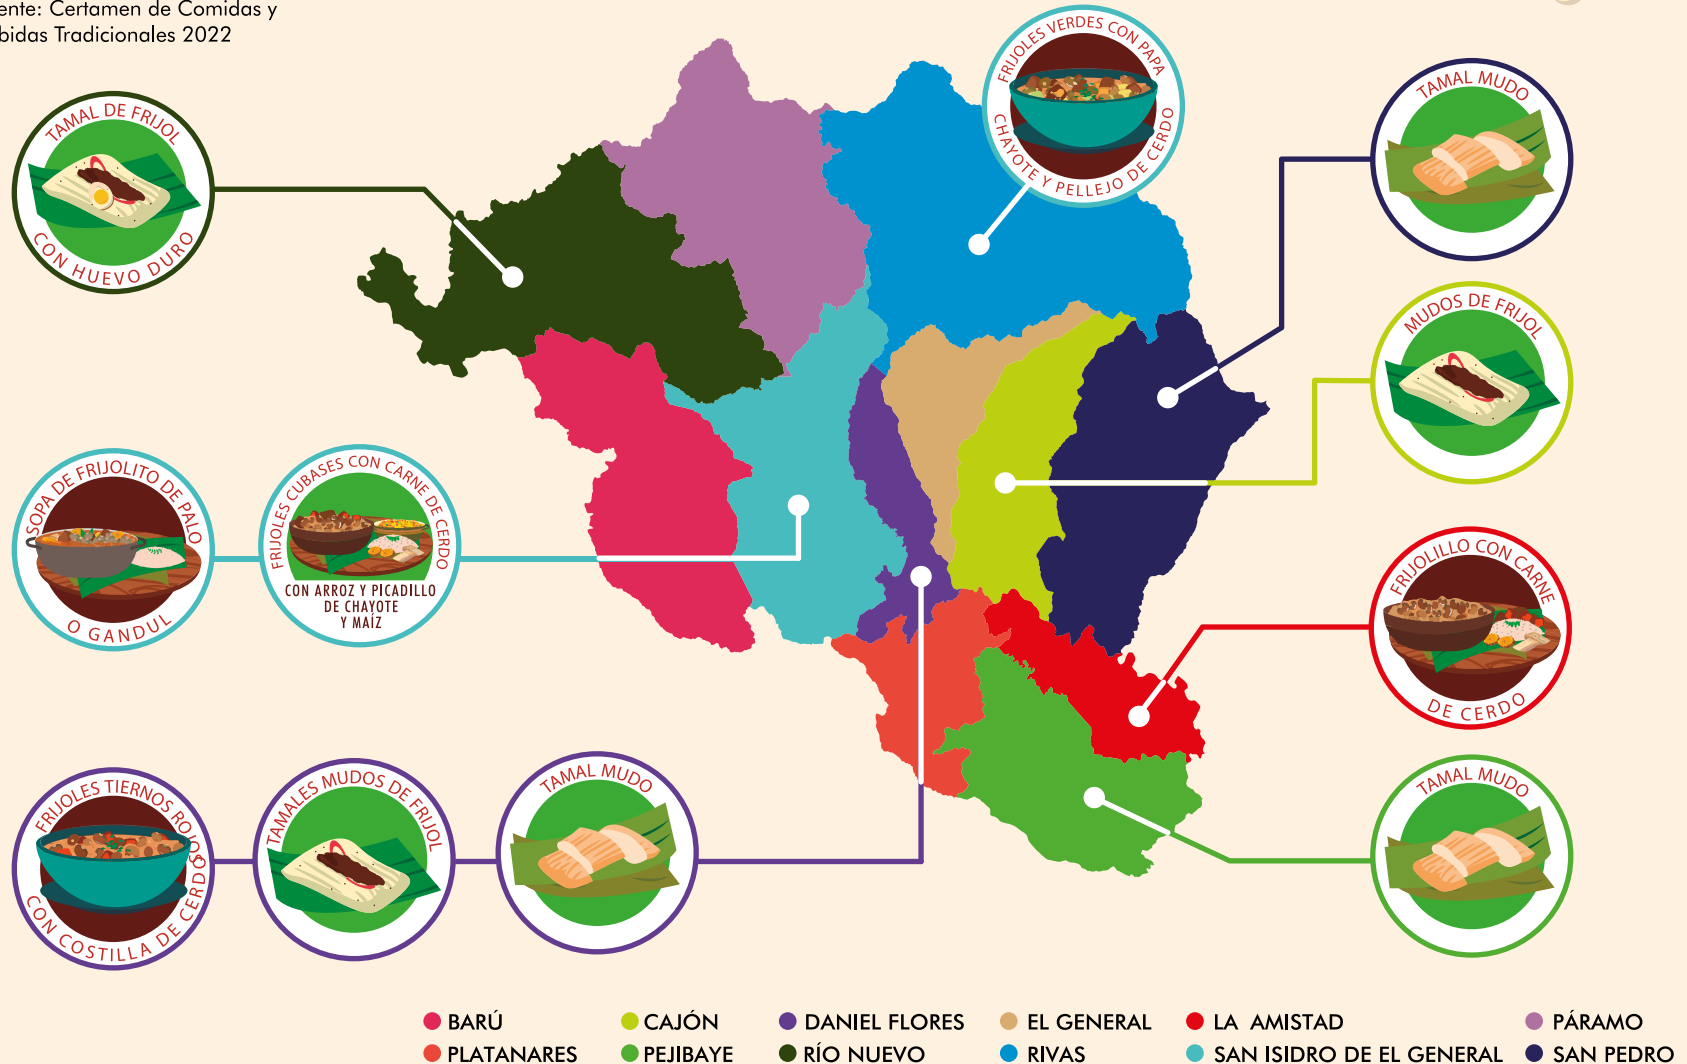 ente: Certamen de Comidas y
bidas Tradicionales 2022
FRIJOLES VERDES CON PAPA
CHAYOTE Y PELLEJO DE CERDO
TAMAL DE FRIJOL
CON HUEVO DURO
TAMAL MUDO
MUDOS DE FRIJOL
SOPA DE FRIJOLITO DE PALO
O GANDUL
FRIJOLES CUBASES CON CARNE DE CERDO
CON ARROZ Y PICADILLO
DE CHAYOTE
Y MAÍZ
FRIJOLILLO CON CARNE
DE CERDO
FRIJOLES TIERNOS ROJOS
CON COSTILLA DE CERDO
TAMALES MUDOS DE FRIJOL
TAMAL MUDO
TAMAL MUDO
BARÚ
CAJÓN
DANIEL FLORES
EL GENERAL
LA AMISTAD
PÁRAMO
PLATANARES
PEJIBAYE
RÍO NUEVO
RIVAS
SAN ISIDRO DE EL GENERAL
SAN PEDRO